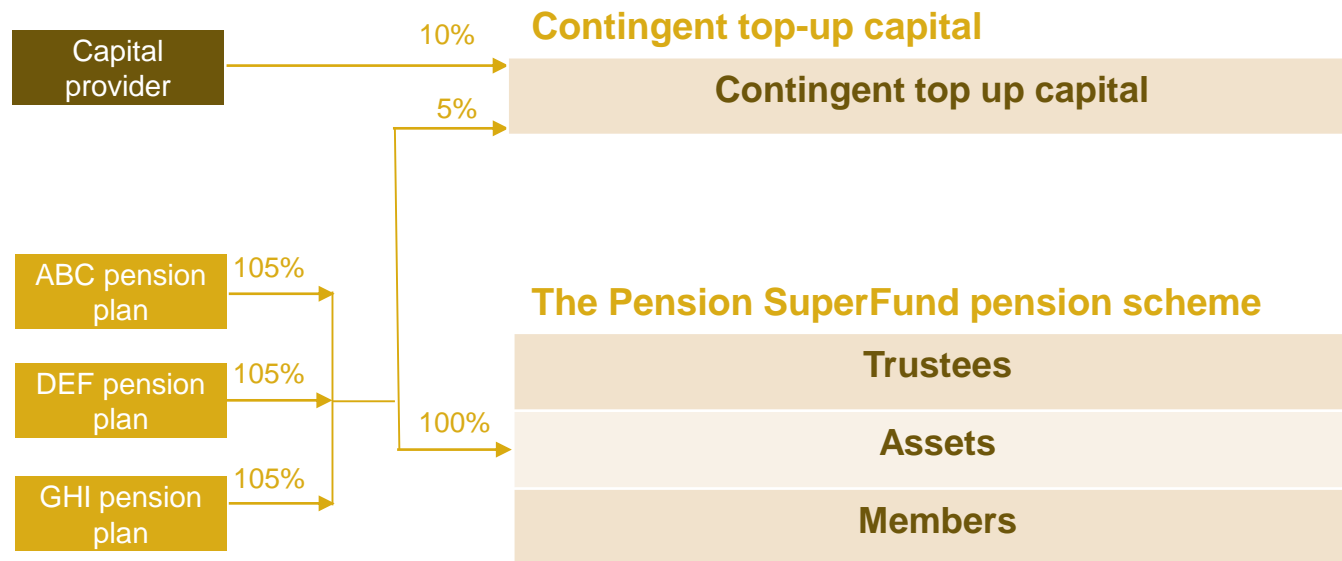 Contingent top-up capital
Capital
provider
10%
Contingent top up capital
5%
ABC pension
plan
105%
The Pension SuperFund pension scheme
Trustees
DEF pension
plan
105%
100%
Assets
GHI pension
plan
105%
Members